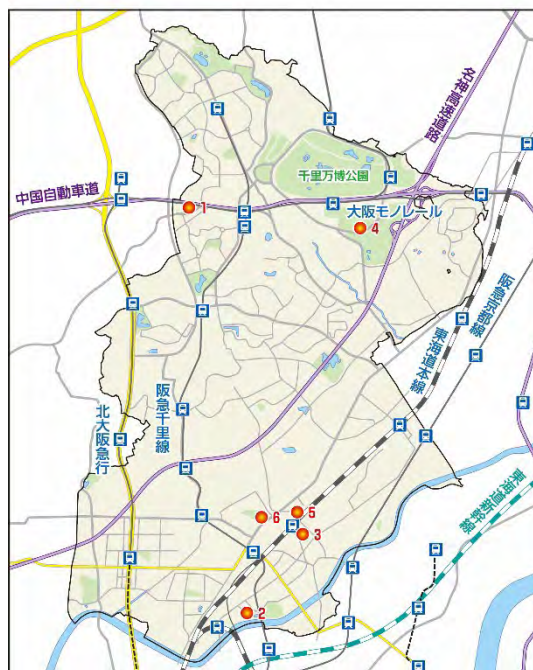 名神高速道路
千里万博公園
中国自動車道
1
大阪モノレール
4
阪急京都線
東海道本線
阪急千里線
北大阪急行
東海道新幹線
5
6
3
2